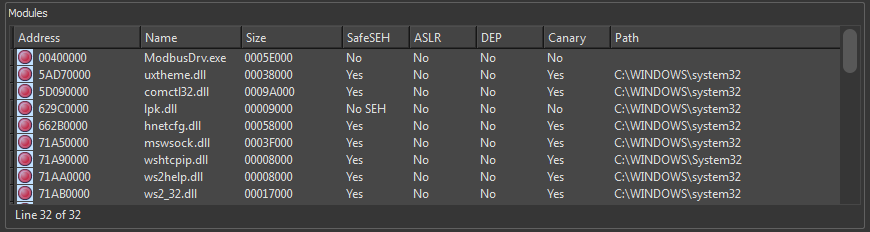 Modules
Address Name Size SafeSEH ASLR DEP Canary Path
00400000 ModbusDrv.exe 0005E000 No No No No
5AD70000 uxtheme.dll 00038000 Yes No No Yes C:\WINDOWS\system32
5D090000 comctl32.dll 0009A000 Yes No No Yes C:\WINDOWS\system32
629C0000 lpk.dll 00009000 No SEH No No No C:\WINDOWS\system32
662B0000 hnetcfg.dll 00058000 Yes No No Yes C:\WINDOWS\system32
71A50000 mswsock.dll 0003F000 Yes No No Yes C:\WINDOWS\system32
71A90000 wshtcpip.dll 00008000 Yes No No Yes C:\WINDOWS\System32
71AA0000 ws2help.dll 00008000 Yes No No Yes C:\WINDOWS\system32
71AB0000 ws2_32.dll 00017000 Yes No No Yes C:\WINDOWS\system32
Line 32 of 32